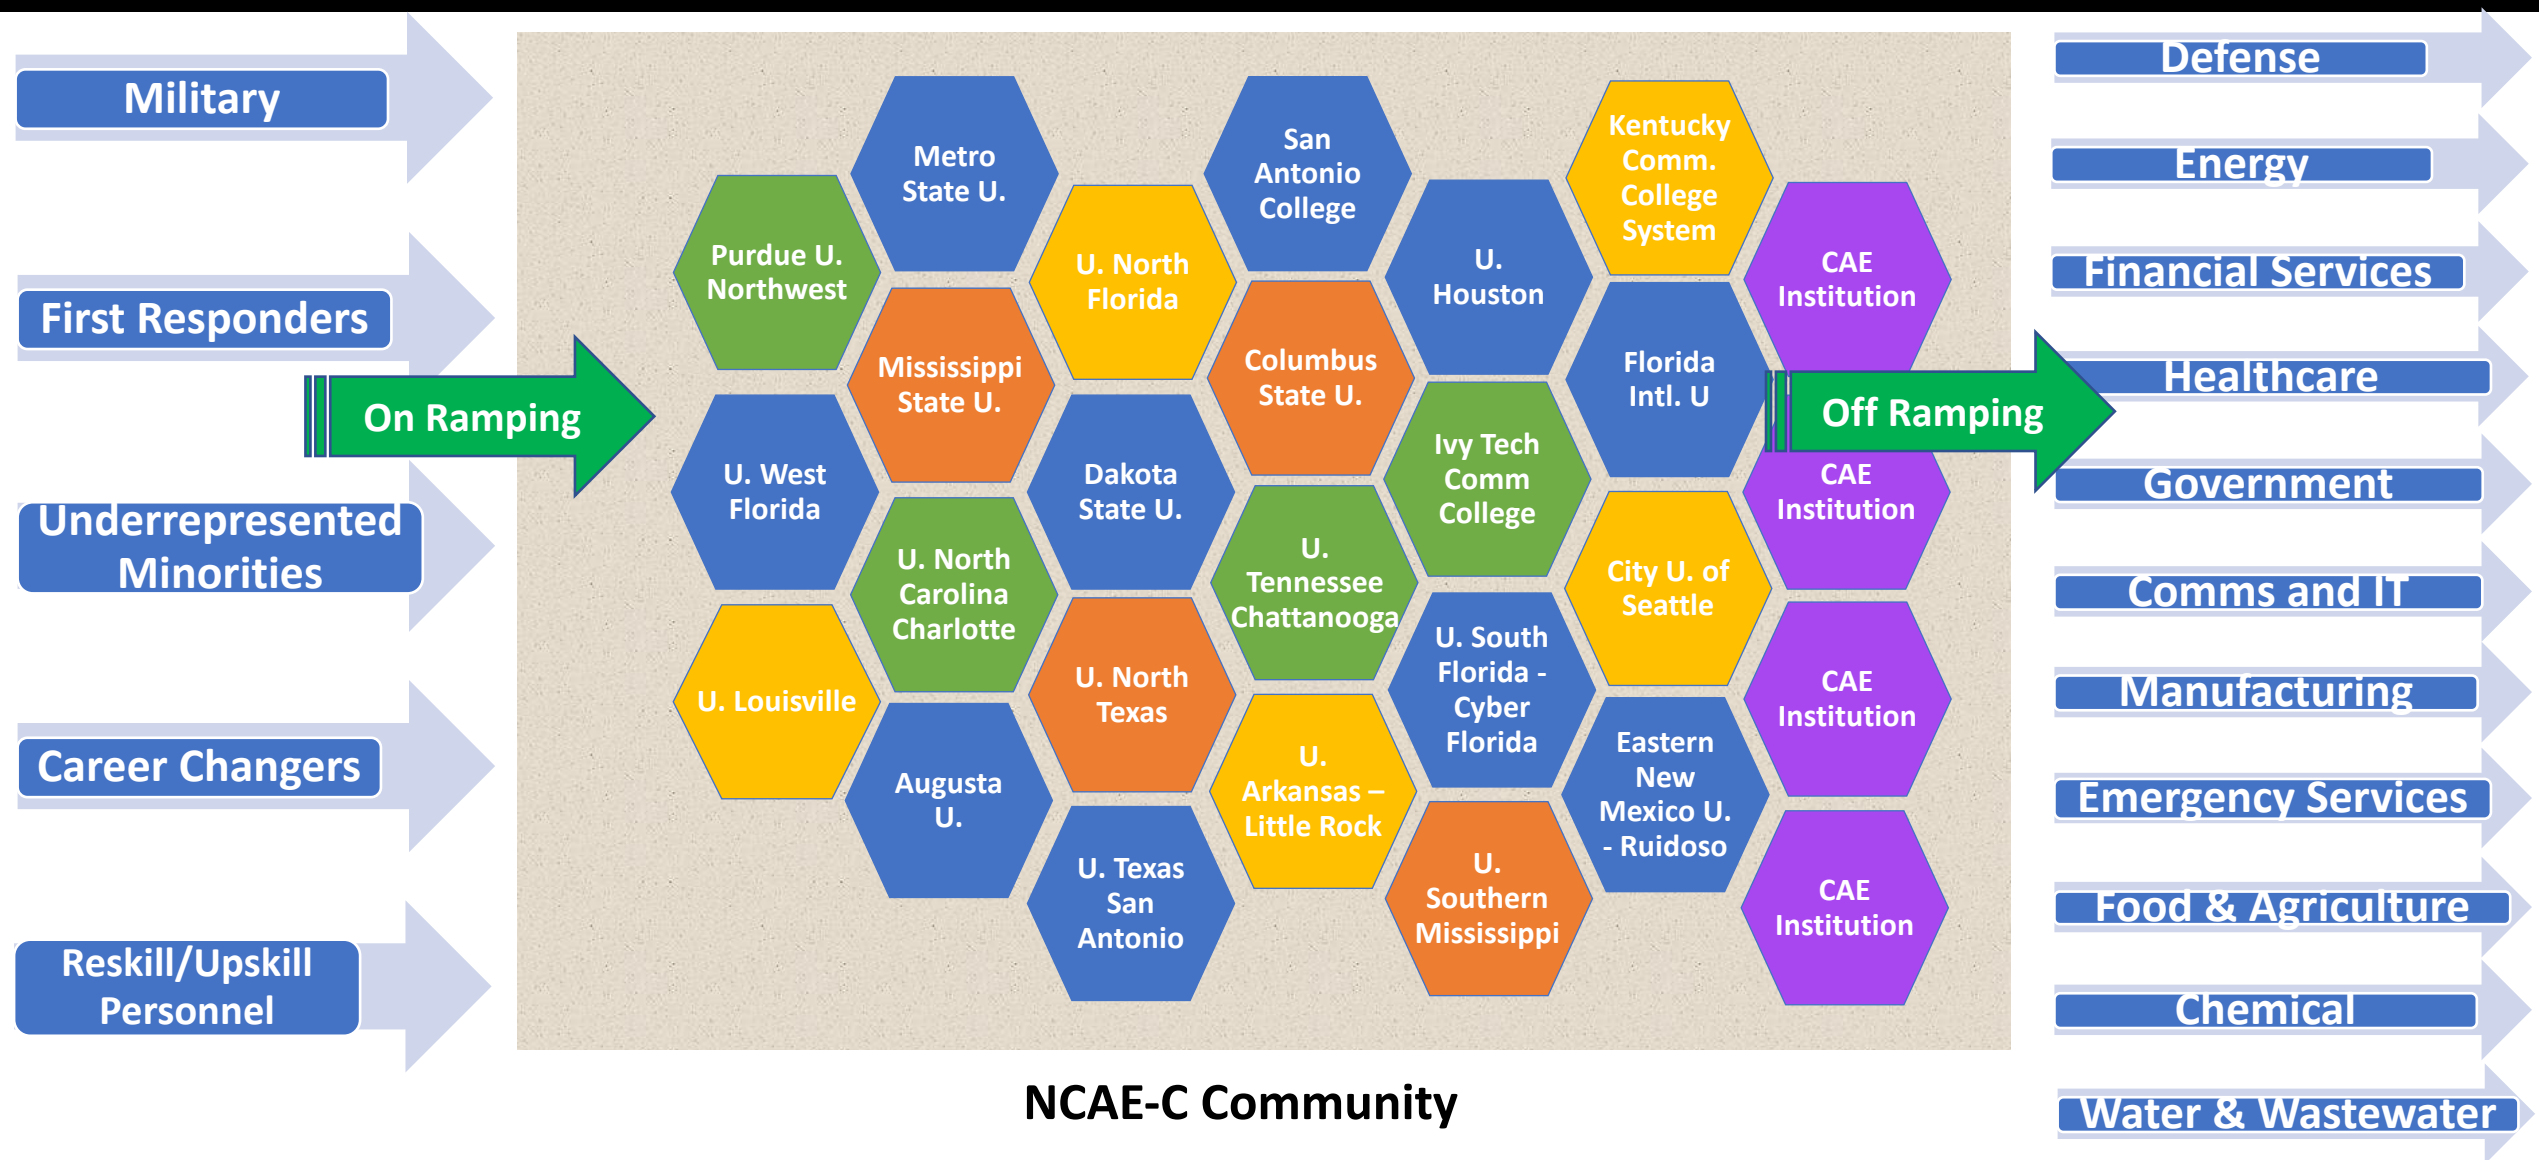 Military
First Responders
On Ramping
Underrepresented
Minorities
Career Changers
Reskill/Upskill
Personnel
Purdue U.
Northwest
U. West
Florida
U. Louisville
Metro
State U.
Mississippi
State U.
U. North
Carolina
Charlotte
Augusta
U.
U. North
Florida
Dakota
State U.
U. North
Texas
U. Texas
San
Antonio
San
Antonio
College
Columbus
State U.
U.
Tennessee
Chattanooga
U.
Arkansas –
Little Rock
U.
Houston
Ivy Tech
Comm
College
U. South
Florida -
Cyber
Florida
U.
Southern
Mississippi
Kentucky
Comm.
College
System
Florida
Intl. U
City U. of
Seattle
Eastern
New
Mexico U.
- Ruidoso
CAE
Institution
CAE
Institution
CAE
Institution
CAE
Institution
Off Ramping
Defense
Energy
Financial Services
Healthcare
Government
Comms and IT
Manufacturing
Emergency Services
Food & Agriculture
Chemical
Water & Wastewater
NCAE-C Community